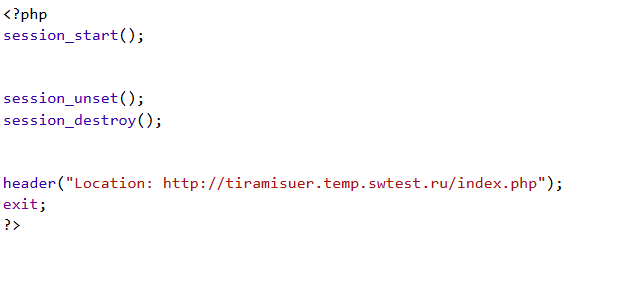 <?php
session_start();
session_unset();
session_destroy();
header("Location: http://tiramisuer.temp.swtest.ru/index.php");
exit;
?>